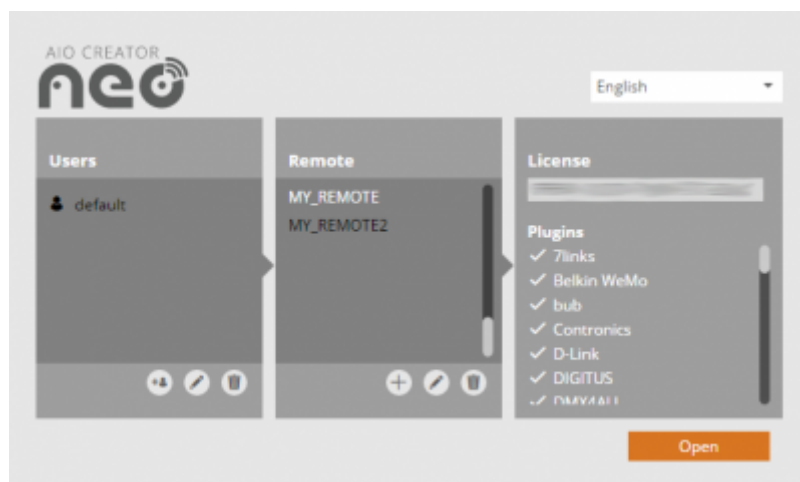 AIO CREATOR
neo
English
Users
default
Remote
MY_REMOTE
MY_REMOTE2
License
Plugins
7links
Belkin WeMo
bub
Contronics
D-Link
DIGITUS
DMX4ALL
Open